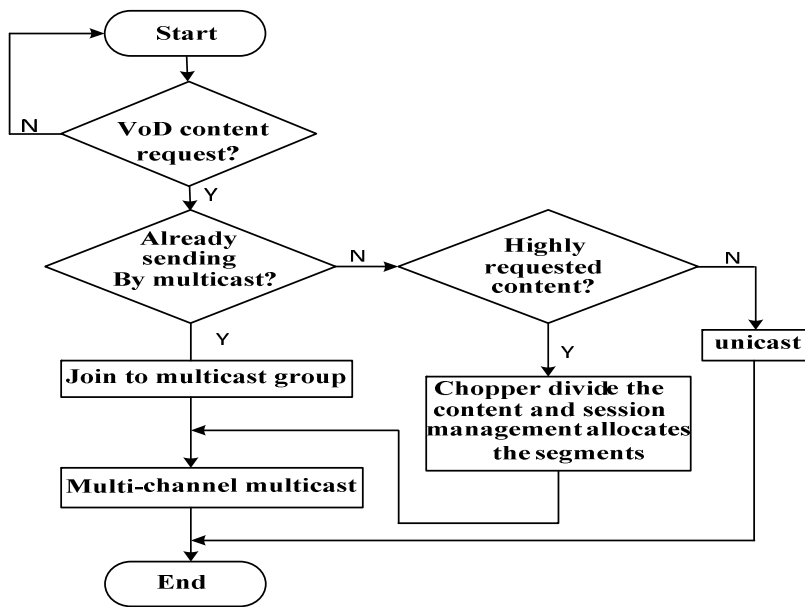 Start
VoD content
request?
N
Y
Already
sending
By multicast?
N
Highly
requested
content?
N
Y
Y
unicast
Join to multicast group
Chopper divide the
content and session
management allocates
the segments
Multi-channel multicast
End